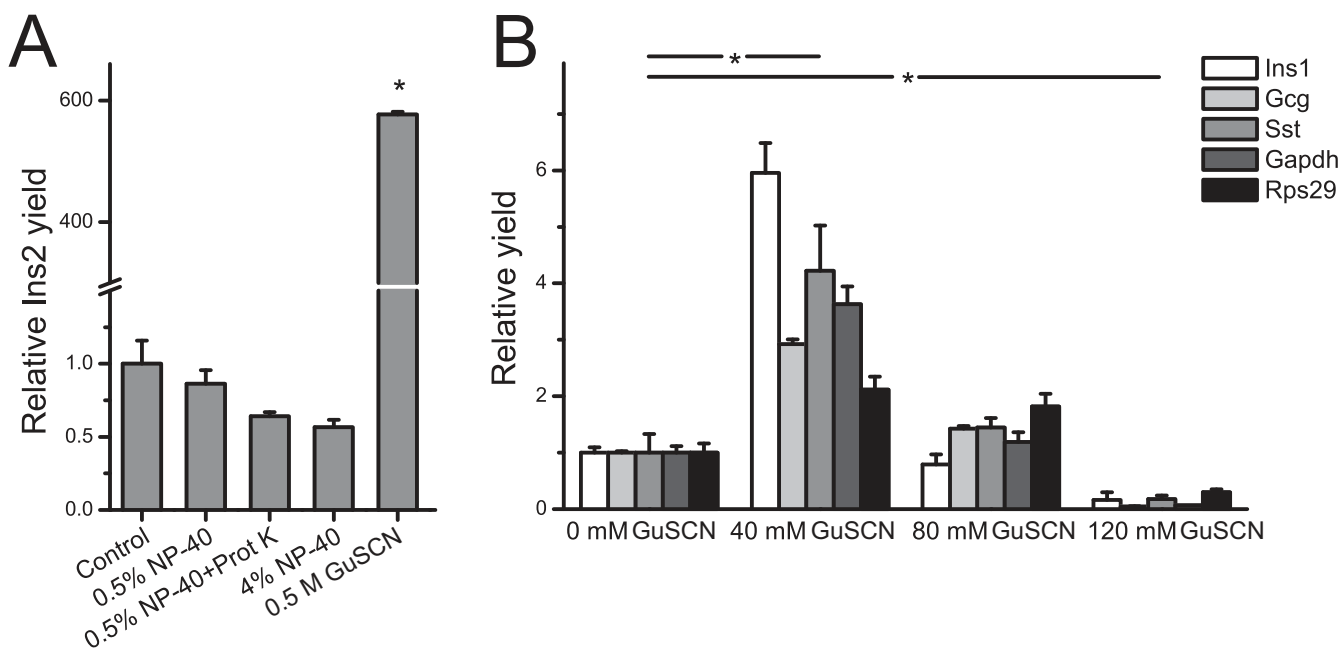 A
Relative Ins2 yield
600
400
1.0
0.5
0.0
*
Control
0.5% NP-40
0.5% NP-40+Prot K
4% NP-40
0.5 M GuSCN
B
Relative yield
6
4
2
0
*
*
0 mM GuSCN
40 mM GuSCN
80 mM GuSCN
120 mM GuSCN
Ins1
Gcg
Sst
Gapdh
Rps29